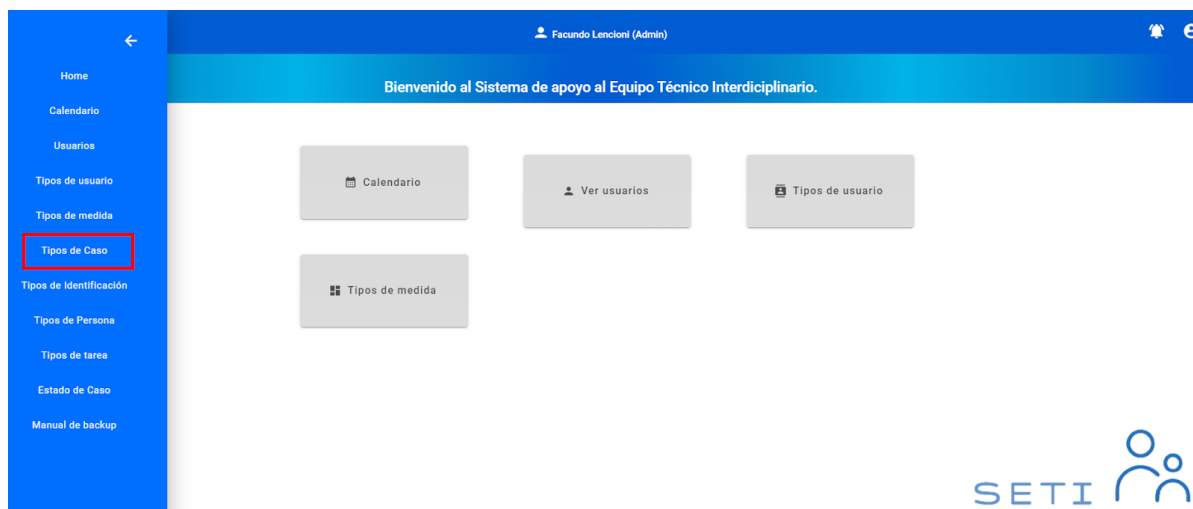 Facundo Lencioni (Admin)
Bienvenido al Sistema de apoyo al Equipo Técnico Interdiciplinario.
Home
Calendario
Usuarios
Tipos de usuario
Tipos de medida
Tipos de Caso
Tipos de Identificación
Tipos de Persona
Tipos de tarea
Estado de Caso
Manual de backup
Calendario
Ver usuarios
Tipos de usuario
Tipos de medida
SETI